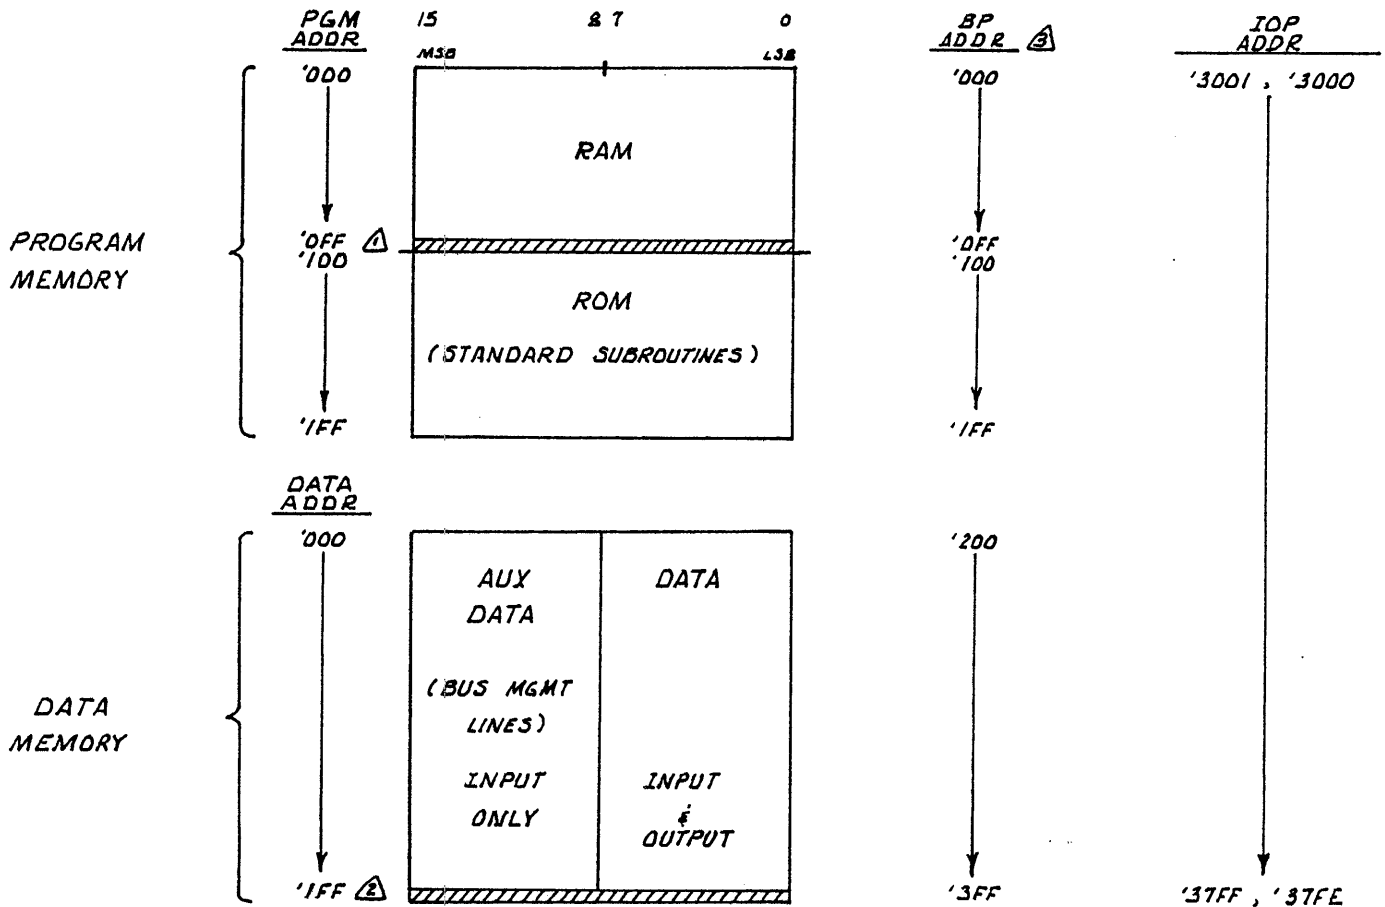 PGM ADDR
15 8 7 0
BP ADDR 3
IOP ADDR
MSB LSB
'000
'000
'3001 , '3000
RAM
PROGRAM MEMORY
'0FF 1
'100
'0FF
'100
ROM
(STANDARD SUBROUTINES)
'1FF
'1FF
DATA ADDR
'000
'200
AUX DATA
DATA
(BUS MGMT LINES)
DATA MEMORY
INPUT ONLY
INPUT & OUTPUT
'1FF 2
'3FF
'37FF , '37FE